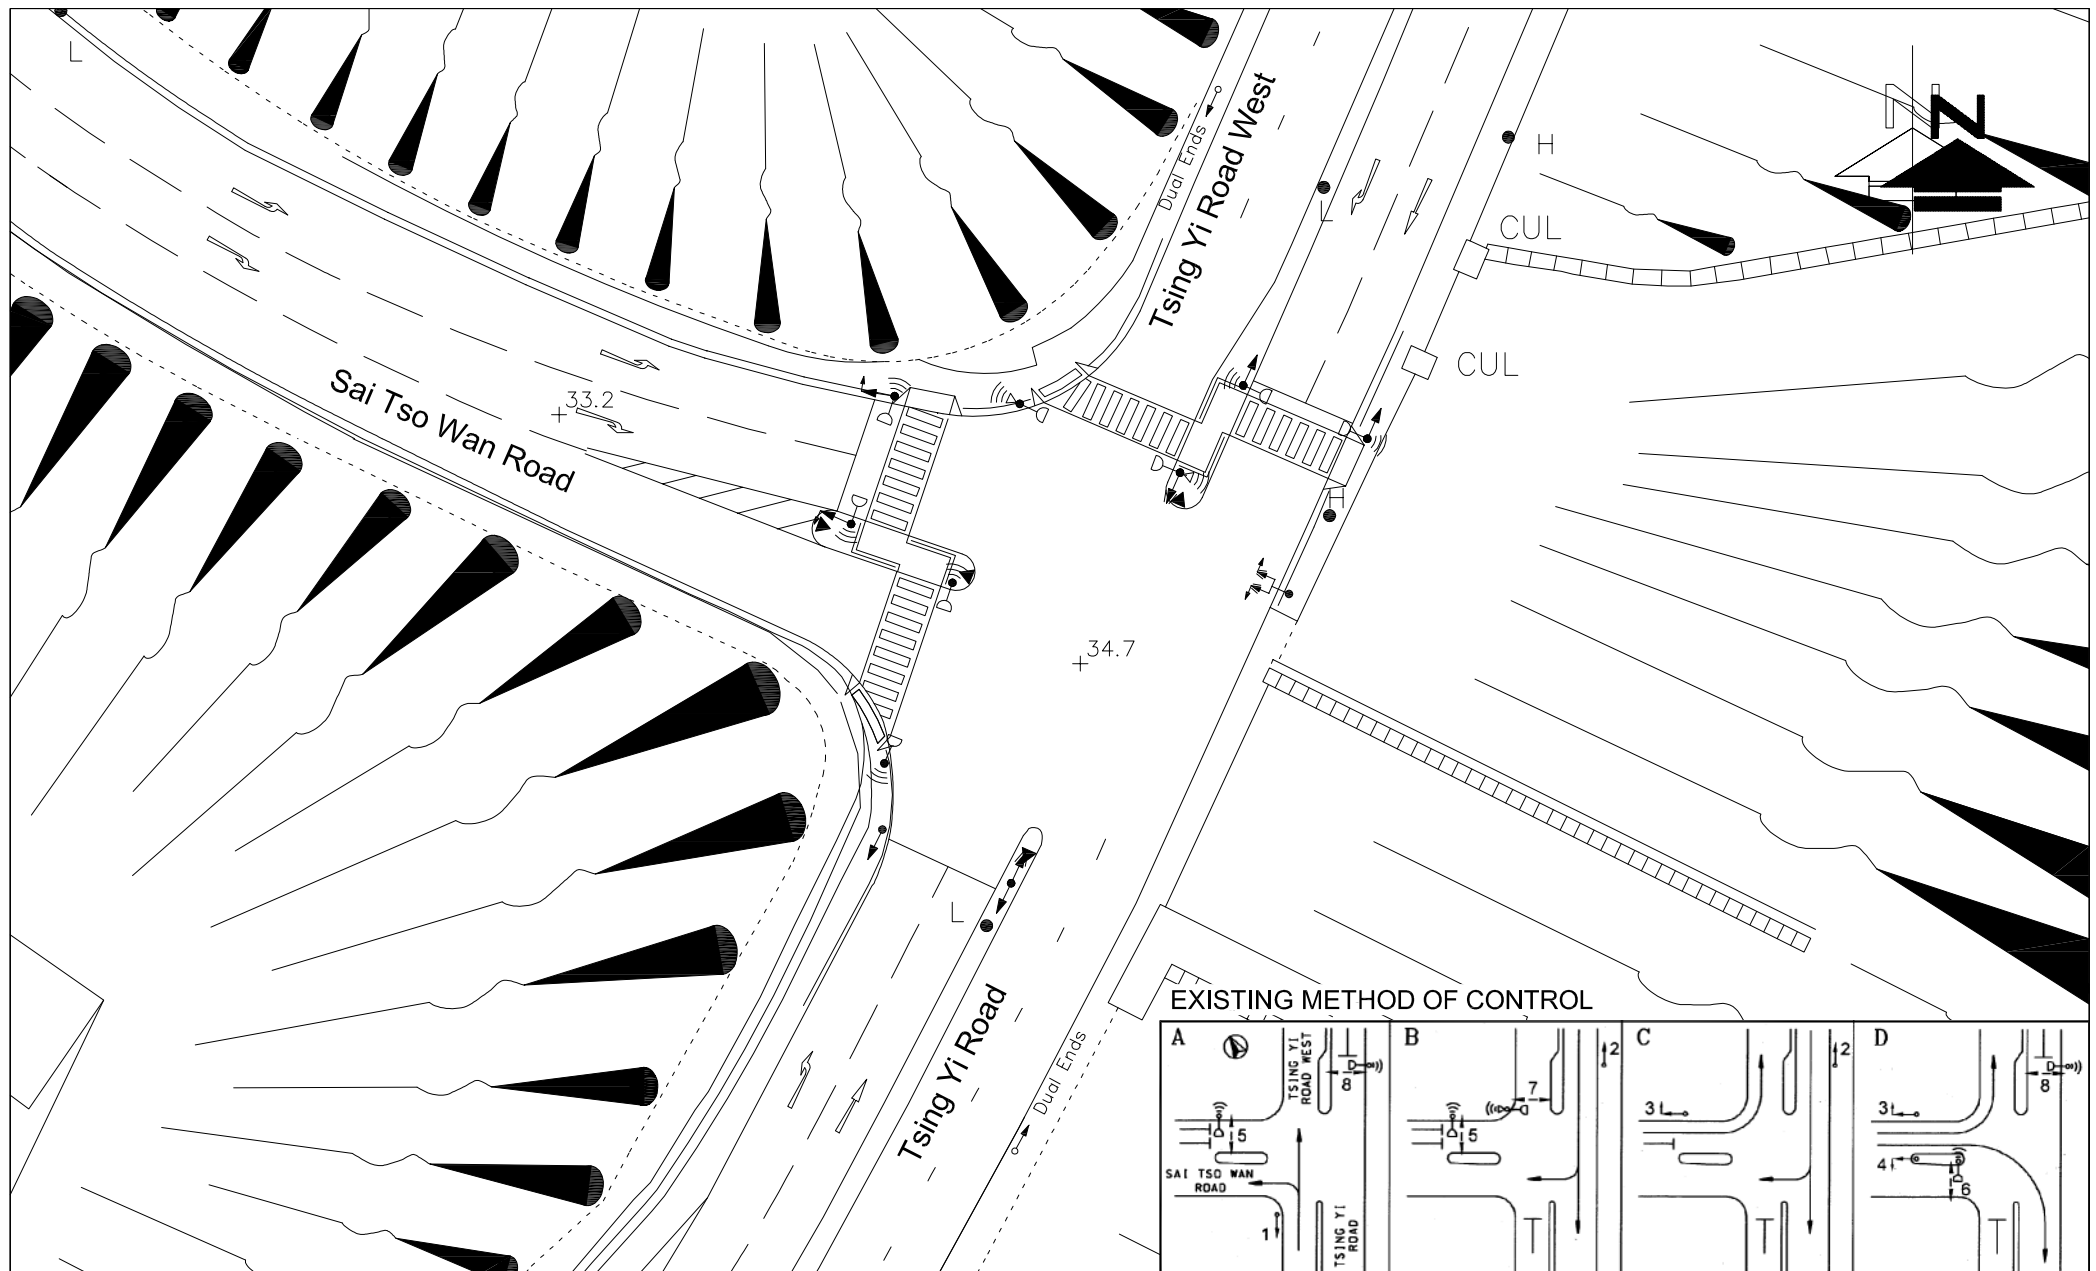 L
N
N
H
L
CUL
CUL
Dual Ends
Tsing Yi Road West
Sai Tso Wan Road
33.2
H
34.7
L
Tsing Yi Road
Dual Ends
EXISTING METHOD OF CONTROL
A
TSING YI
ROAD WEST
8
5
SAI TSO WAN
ROAD
1
TSING YI
ROAD
B
2
7
5
C
2
3
D
8
3
4
6